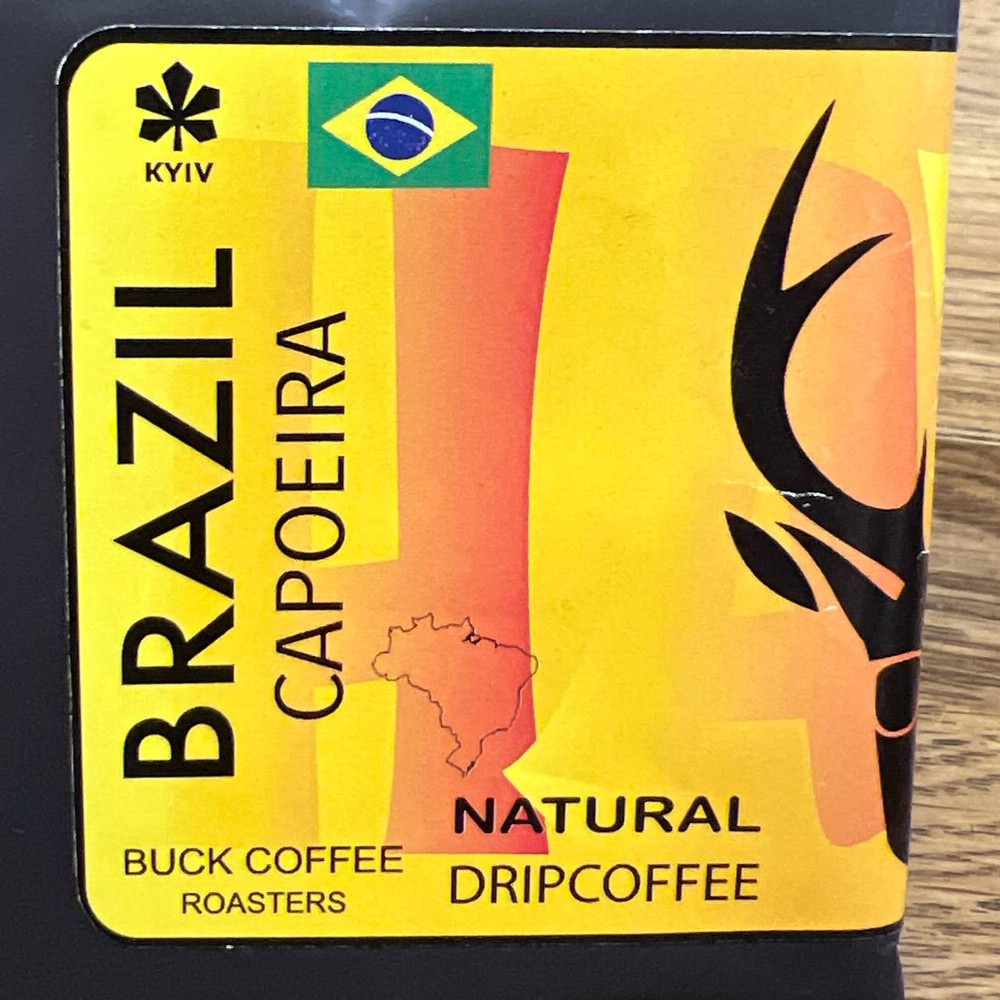 KYIV
BRAZIL
CAPOEIRA
NATURAL
DRIPCOFFEE
BUCK COFFEE
ROASTERS